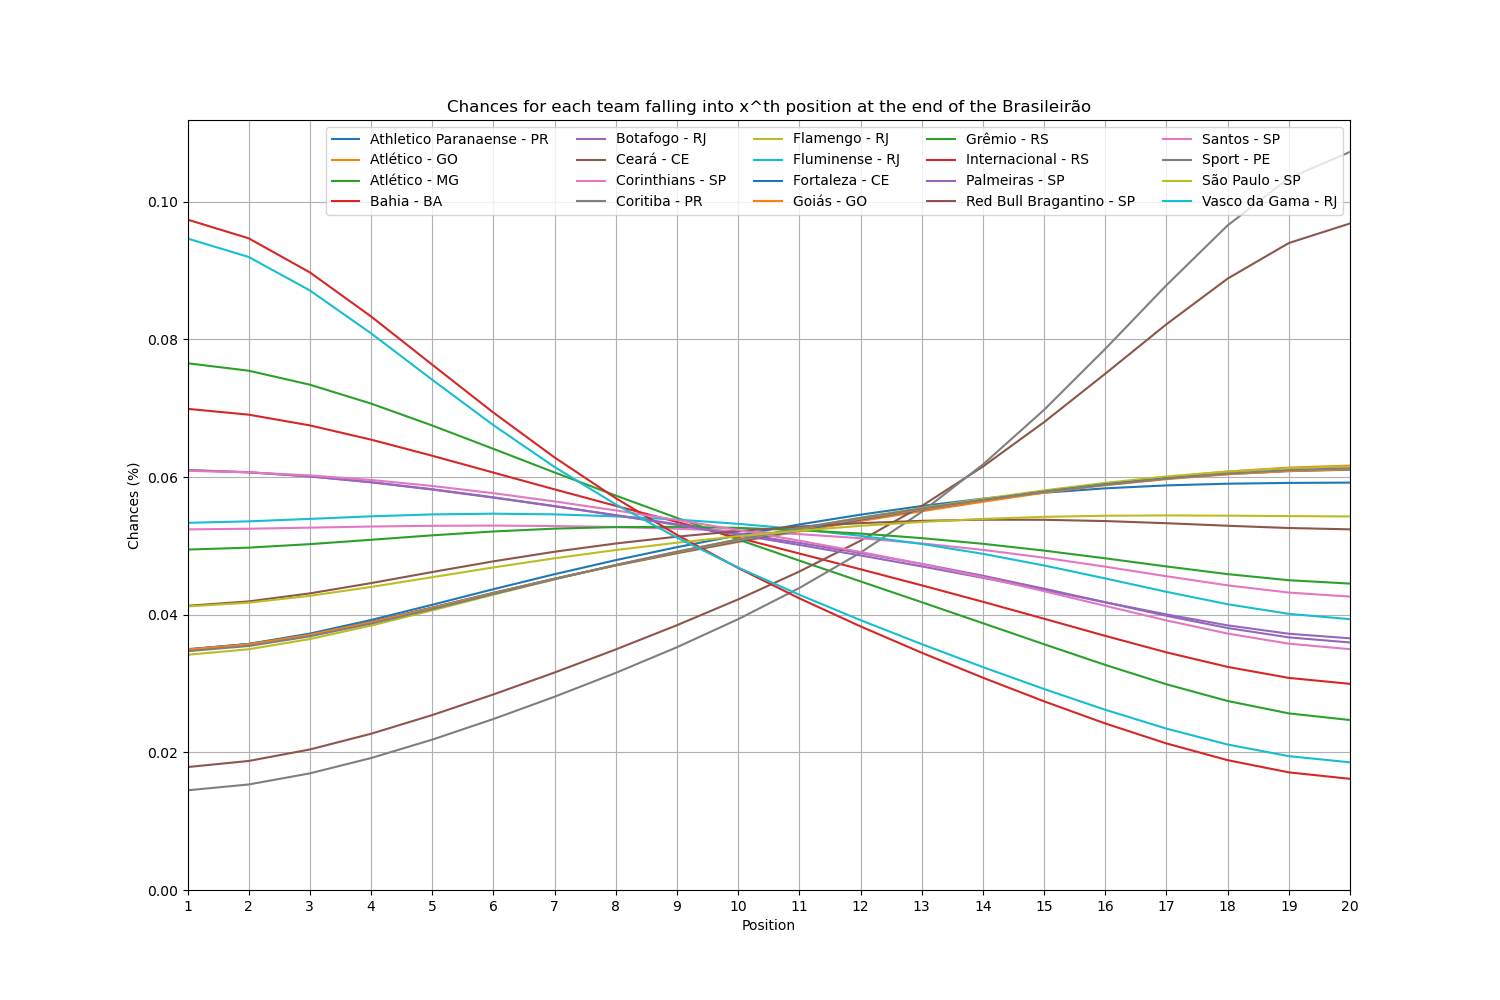 Chances for each team falling into x^th position at the end of the Brasileirão
Athletico Paranaense - PR
Atlético - GO
Atlético - MG
Bahia - BA
Botafogo - RJ
Ceará - CE
Corinthians - SP
Coritiba - PR
Flamengo - RJ
Fluminense - RJ
Fortaleza - CE
Goiás - GO
Grêmio - RS
Internacional - RS
Palmeiras - SP
Red Bull Bragantino - SP
Santos - SP
Sport - PE
São Paulo - SP
Vasco da Gama - RJ
Chances (%)
0.10
0.08
0.06
0.04
0.02
0.00
1 2 3 4 5 6 7 8 9 10 11 12 13 14 15 16 17 18 19 20
Position